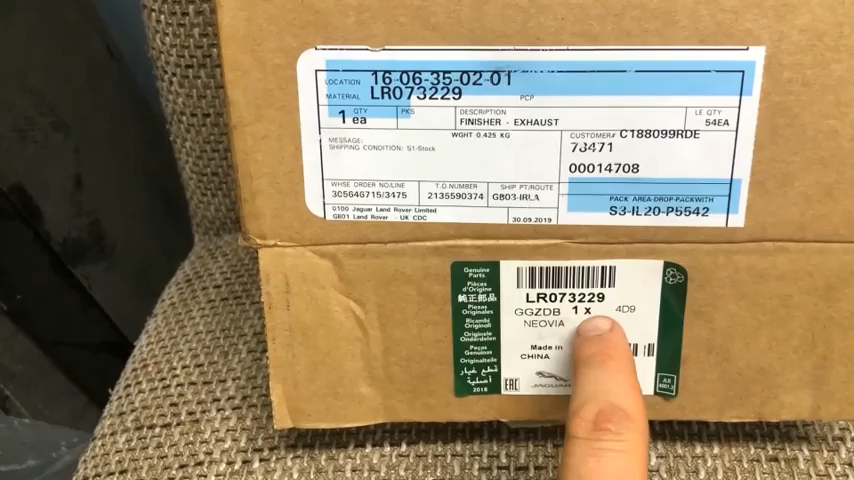 LOCATION 16-06-35-02-01
MATERIAL LR073229 PCP
QTY 1 ea PKS DESCRIPTION FINISHER - EXHAUST LE QTY 54EA
WGHT 0.425 KG
MESSAGE:
SHIPPING CONDITION: S1-Stock
CUSTOMER# C188099RDE
73471
00014708
WHSE ORDER NO/LINE T.O.NUMBER SHIP PT/ROUTE
305646715/3475 2135590374 GB03-IRLA
PACK AREA-DROP-PACKWITH
S3-IL20-P5542
0100 Jaguar Land Rover Limited
GB01 Land Rover - UK CDC 30.09.2019
Genuine Parts
Pièces d'Origine
純正部品
Piezas Originales
Ricambi Originali
Originele Onderdelen
Peças Genuínas
Originalteile
قطع غيار
أصلية
2018
LR073229
GGZDB 1 x 4D9
NEOVIA
Made in
CHINA
EAC
JAGUAR
JLR